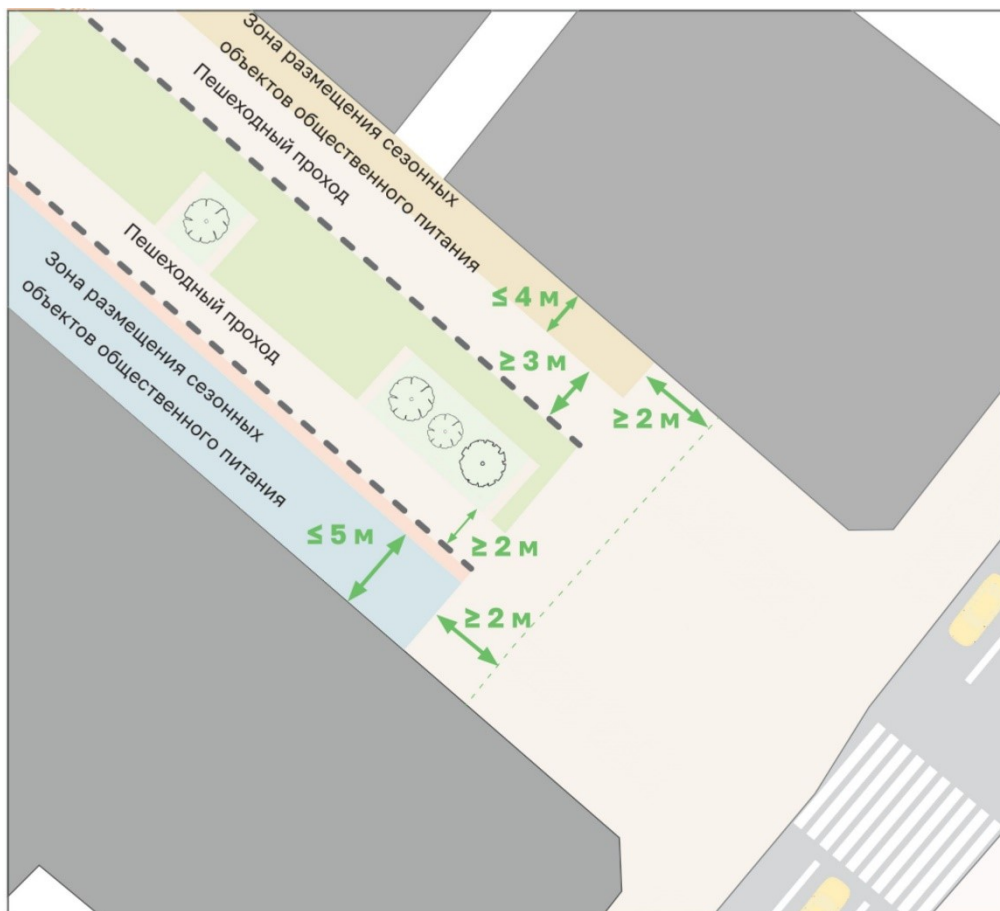 Зона размещения сезонных
объектов общественного питания
Пешеходный проход
Пешеходный проход
Зона размещения сезонных
объектов общественного питания
≤ 4 м
≥ 3 м
≥ 2 м
≤ 5 м
≥ 2 м
≥ 2 м